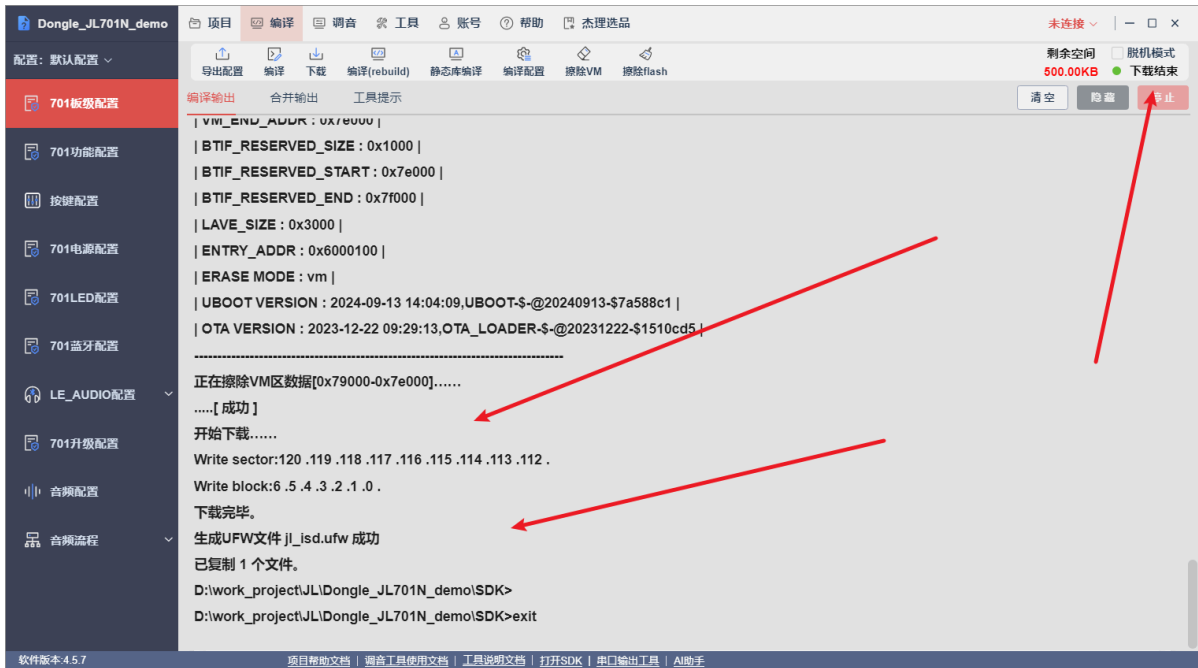 Dongle_JL701N_demo 项目 编译 调音 工具 账号 帮助 杰理选品 未连接
配置: 默认配置 导出配置 编译 下载 编译(rebuild) 静态库编译 编译配置 擦除VM 擦除flash 剩余空间 脱机模式
500.00KB 下载结束
编译输出 合并输出 工具提示 清空 隐藏 停止
701板级配置
701功能配置
按键配置
701电源配置
701LED配置
701蓝牙配置
LE_AUDIO配置
701升级配置
音频配置
音频流程
| VM_END_ADDR : 0x7e000 |
| BTIF_RESERVED_SIZE : 0x1000 |
| BTIF_RESERVED_START : 0x7e000 |
| BTIF_RESERVED_END : 0x7f000 |
| LAVE_SIZE : 0x3000 |
| ENTRY_ADDR : 0x6000100 |
| ERASE MODE : vm |
| UBOOT VERSION : 2024-09-13 14:04:09,UBOOT-$-@20240913-$7a588c1 |
| OTA VERSION : 2023-12-22 09:29:13,OTA_LOADER-$-@20231222-$1510cd5 |
--------------------------------------------------------------------------------
正在擦除VM区数据[0x79000-0x7e000]……
.....[ 成功 ]
开始下载……
Write sector:120 .119 .118 .117 .116 .115 .114 .113 .112 .
Write block:6 .5 .4 .3 .2 .1 .0 .
下载完毕。
生成UFW文件 jl_isd.ufw 成功
已复制 1 个文件。
D:\work_project\JL\Dongle_JL701N_demo\SDK>
D:\work_project\JL\Dongle_JL701N_demo\SDK>exit
软件版本:4.5.7 项目帮助文档 | 调音工具使用文档 | 工具说明文档 | 打开SDK | 串口输出工具 | AI助手